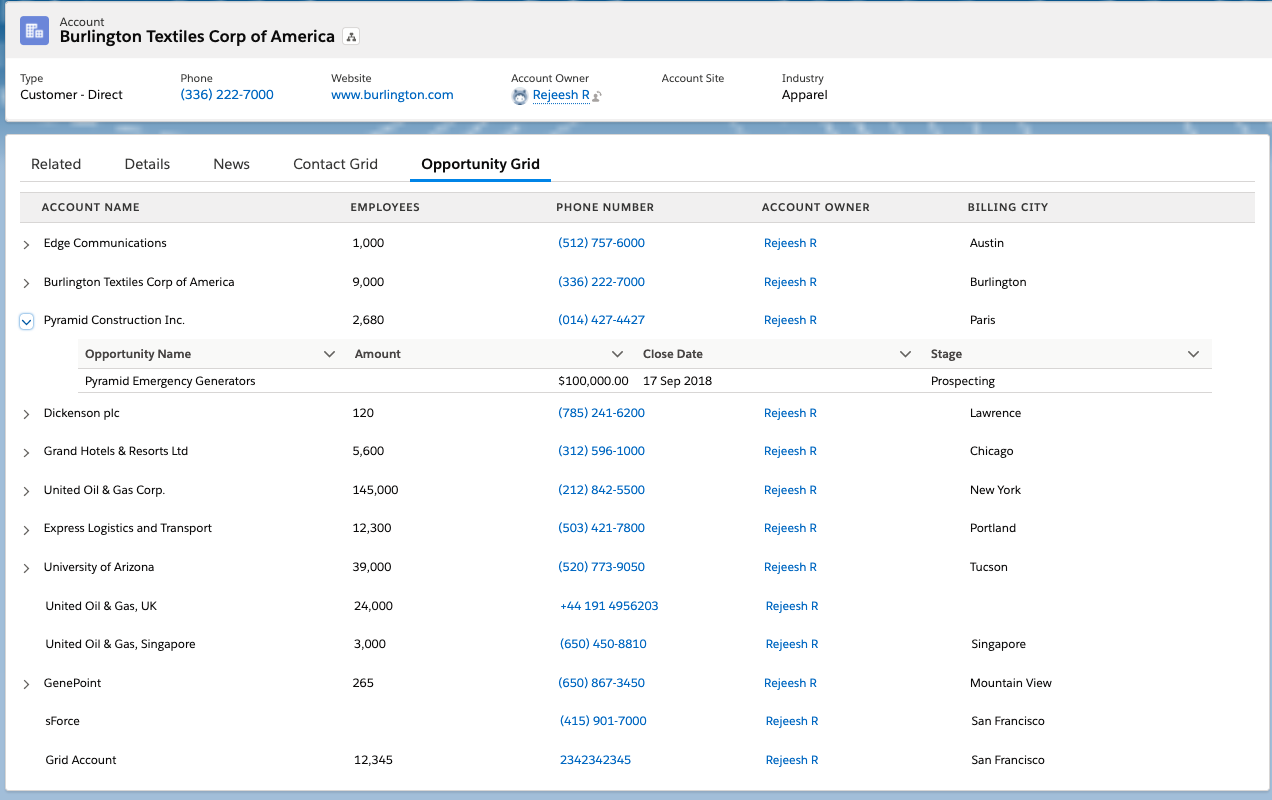 Account
Burlington Textiles Corp of America
Type Phone Website Account Owner Account Site Industry
Customer - Direct (336) 222-7000 www.burlington.com Rejeesh R Apparel
Related Details News Contact Grid Opportunity Grid
ACCOUNT NAME EMPLOYEES PHONE NUMBER ACCOUNT OWNER BILLING CITY
Edge Communications 1,000 (512) 757-6000 Rejeesh R Austin
Burlington Textiles Corp of America 9,000 (336) 222-7000 Rejeesh R Burlington
Pyramid Construction Inc. 2,680 (014) 427-4427 Rejeesh R Paris
Opportunity Name Amount Close Date Stage
Pyramid Emergency Generators $100,000.00 17 Sep 2018 Prospecting
Dickenson plc 120 (785) 241-6200 Rejeesh R Lawrence
Grand Hotels & Resorts Ltd 5,600 (312) 596-1000 Rejeesh R Chicago
United Oil & Gas Corp. 145,000 (212) 842-5500 Rejeesh R New York
Express Logistics and Transport 12,300 (503) 421-7800 Rejeesh R Portland
University of Arizona 39,000 (520) 773-9050 Rejeesh R Tucson
United Oil & Gas, UK 24,000 +44 191 4956203 Rejeesh R
United Oil & Gas, Singapore 3,000 (650) 450-8810 Rejeesh R Singapore
GenePoint 265 (650) 867-3450 Rejeesh R Mountain View
sForce (415) 901-7000 Rejeesh R San Francisco
Grid Account 12,345 2342342345 Rejeesh R San Francisco